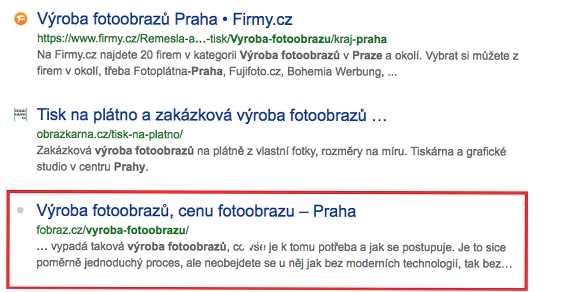 Výroba fotoobrazů Praha • Firmy.cz
https://www.firmy.cz/Remesla-a…-tisk/Vyroba-fotoobrazu/kraj-praha
Na Firmy.cz najdete 20 firem v kategorii Výroba fotoobrazů v Praze a okolí. Vybrat si můžete z
firem v okolí, třeba Fotoplátna-Praha, Fujifoto.cz, Bohemia Werbung, ...
Tisk na plátno a zakázková výroba fotoobrazů …
obrazkarna.cz/tisk-na-platno/
Zakázková výroba fotoobrazů na plátně z vlastní fotky, rozměry na míru. Tiskárna a grafické
studio v centru Prahy.
Výroba fotoobrazů, cenu fotoobrazu – Praha
fobraz.cz/vyroba-fotoobrazu/
... vypadá taková výroba fotoobrazů, co vše je k tomu potřeba a jak se postupuje. Je to sice
poměrně jednoduchý proces, ale neobejdete se u něj jak bez moderních technologií, tak bez…